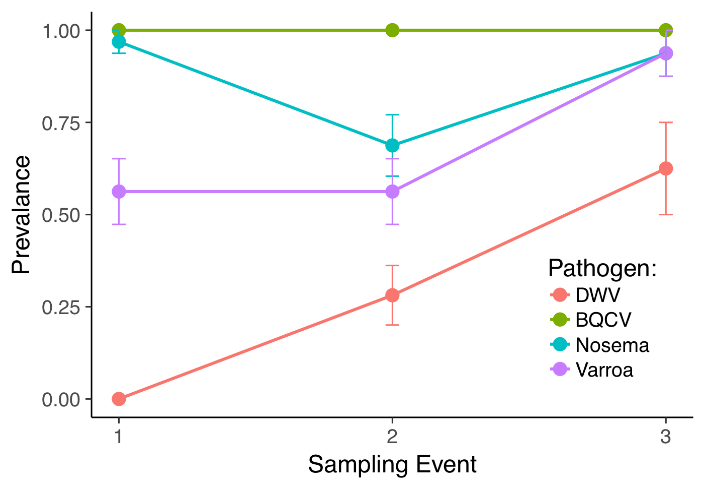 1.00
0.75
0.50
0.25
0.00
Prevalance
1 2 3
Sampling Event
Pathogen:
DWV
BQCV
Nosema
Varroa